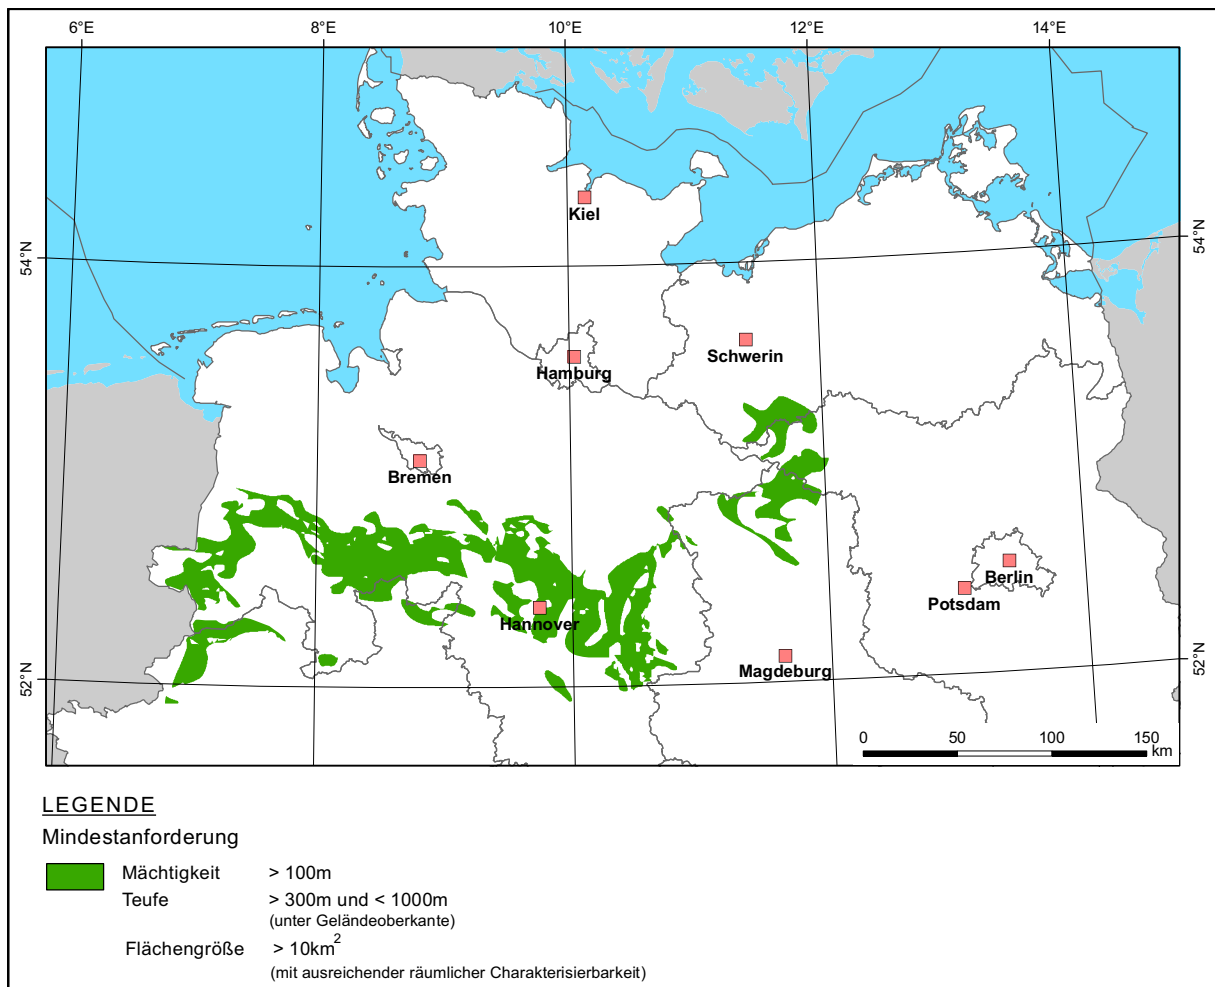 6°E 8°E 10°E 12°E 14°E
54°N
54°N
Kiel
Schwerin
Hamburg
Bremen
Berlin
Potsdam
Hannover
Magdeburg
52°N
52°N
0 50 100 150
km
LEGENDE
Mindestanforderung
Mächtigkeit > 100m
Teufe > 300m und < 1000m
(unter Geländeoberkante)
Flächengröße > 10km²
(mit ausreichender räumlicher Charakterisierbarkeit)